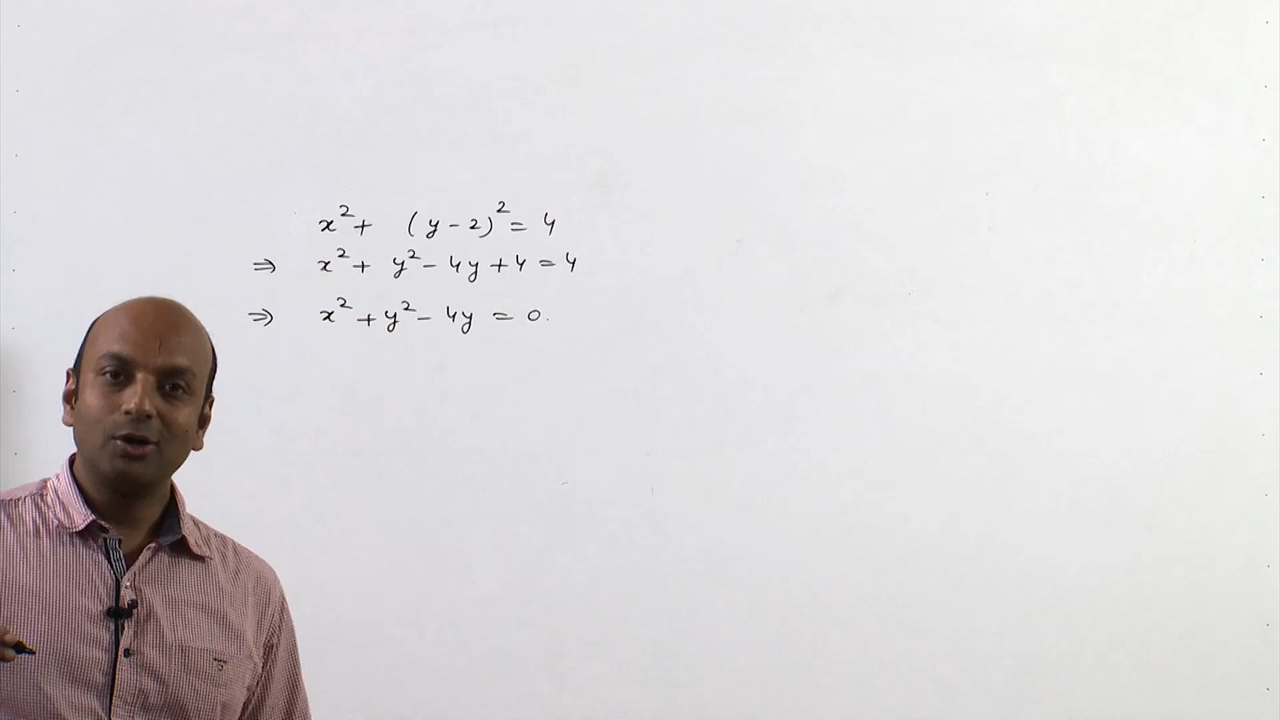 x² + (y - 2)² = 4
⇒ x² + y² - 4y + 4 = 4
⇒ x² + y² - 4y = 0.